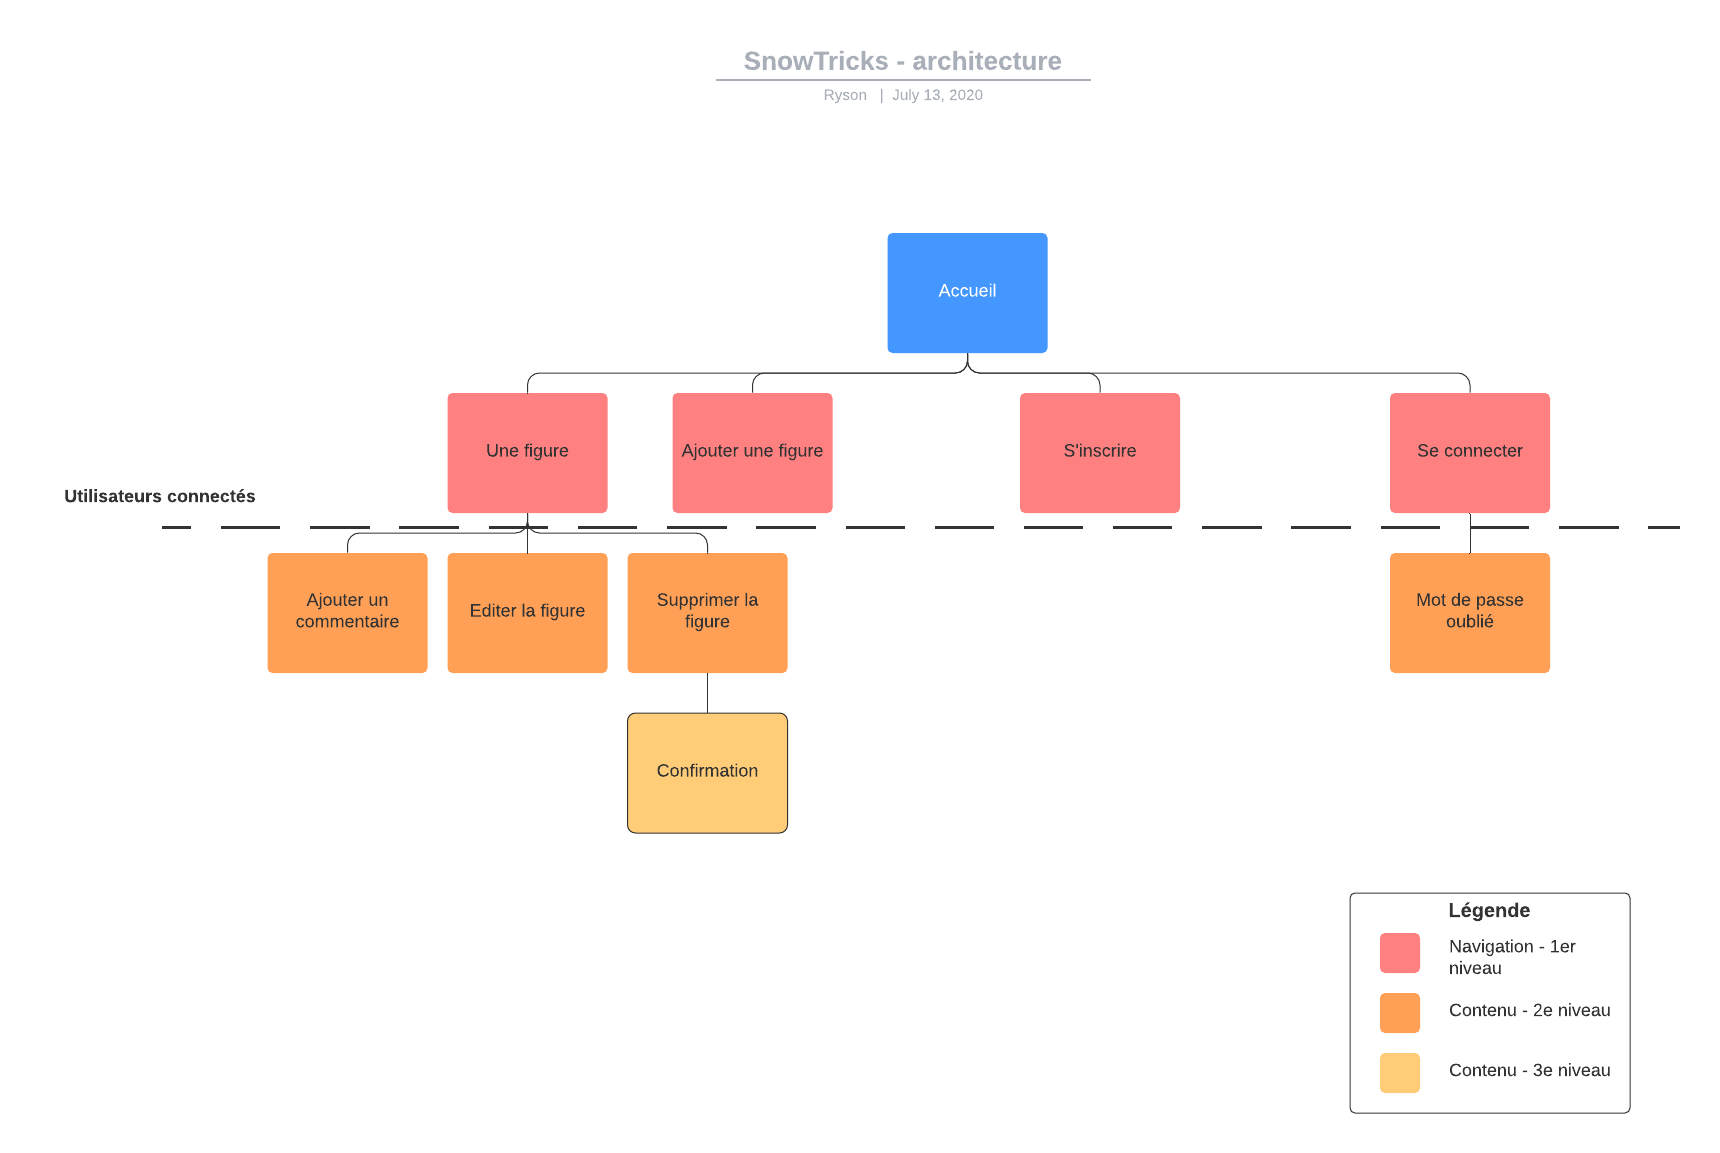 SnowTricks - architecture
Ryson | July 13, 2020
Accueil
Une figure
Ajouter une figure
S'inscrire
Se connecter
Utilisateurs connectés
Ajouter un
commentaire
Editer la figure
Supprimer la
figure
Mot de passe
oublié
Confirmation
Légende
Navigation - 1er
niveau
Contenu - 2e niveau
Contenu - 3e niveau